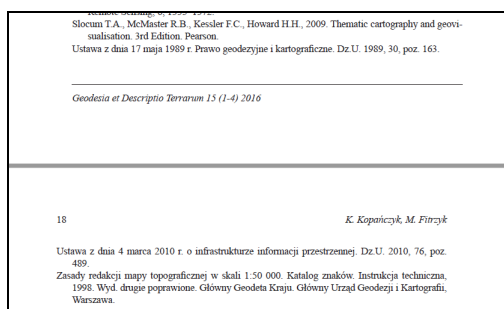 Remote Sensing, 6,
Slocum T.A., McMaster R.B., Kessler F.C., Howard H.H., 2009. Thematic cartography and geovi-
sualisation. 3rd Edition. Pearson.
Ustawa z dnia 17 maja 1989 r. Prawo geodezyjne i kartograficzne. Dz.U. 1989, 30, poz. 163.
Geodesia et Descriptio Terrarum 15 (1-4) 2016
18 K. Kopańczyk, M. Fitrzyk
Ustawa z dnia 4 marca 2010 r. o infrastrukturze informacji przestrzennej. Dz.U. 2010, 76, poz.
489.
Zasady redakcji mapy topograficznej w skali 1:50 000. Katalog znaków. Instrukcja techniczna,
1998. Wyd. drugie poprawione. Główny Geodeta Kraju. Główny Urząd Geodezji i Kartografii,
Warszawa.